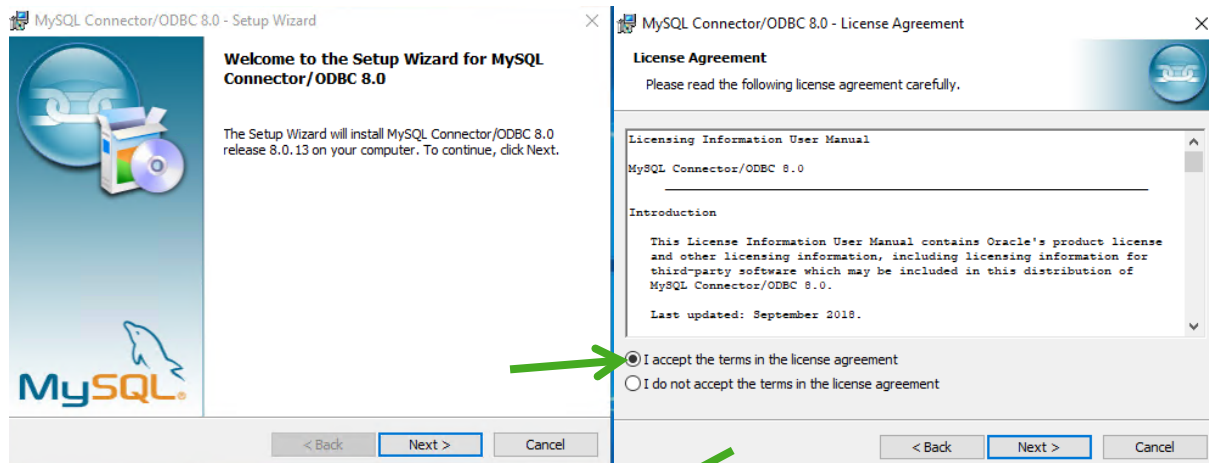 MySQL Connector/ODBC 8.0 - Setup Wizard
Welcome to the Setup Wizard for MySQL
Connector/ODBC 8.0
The Setup Wizard will install MySQL Connector/ODBC 8.0
release 8.0.13 on your computer. To continue, click Next.
MySQL
< Back Next > Cancel
MySQL Connector/ODBC 8.0 - License Agreement
License Agreement
Please read the following license agreement carefully.
Licensing Information User Manual
MySQL Connector/ODBC 8.0
Introduction
This License Information User Manual contains Oracle's product license
and other licensing information, including licensing information for
third-party software which may be included in this distribution of
MySQL Connector/ODBC 8.0.
Last updated: September 2018.
I accept the terms in the license agreement
I do not accept the terms in the license agreement
< Back Next > Cancel